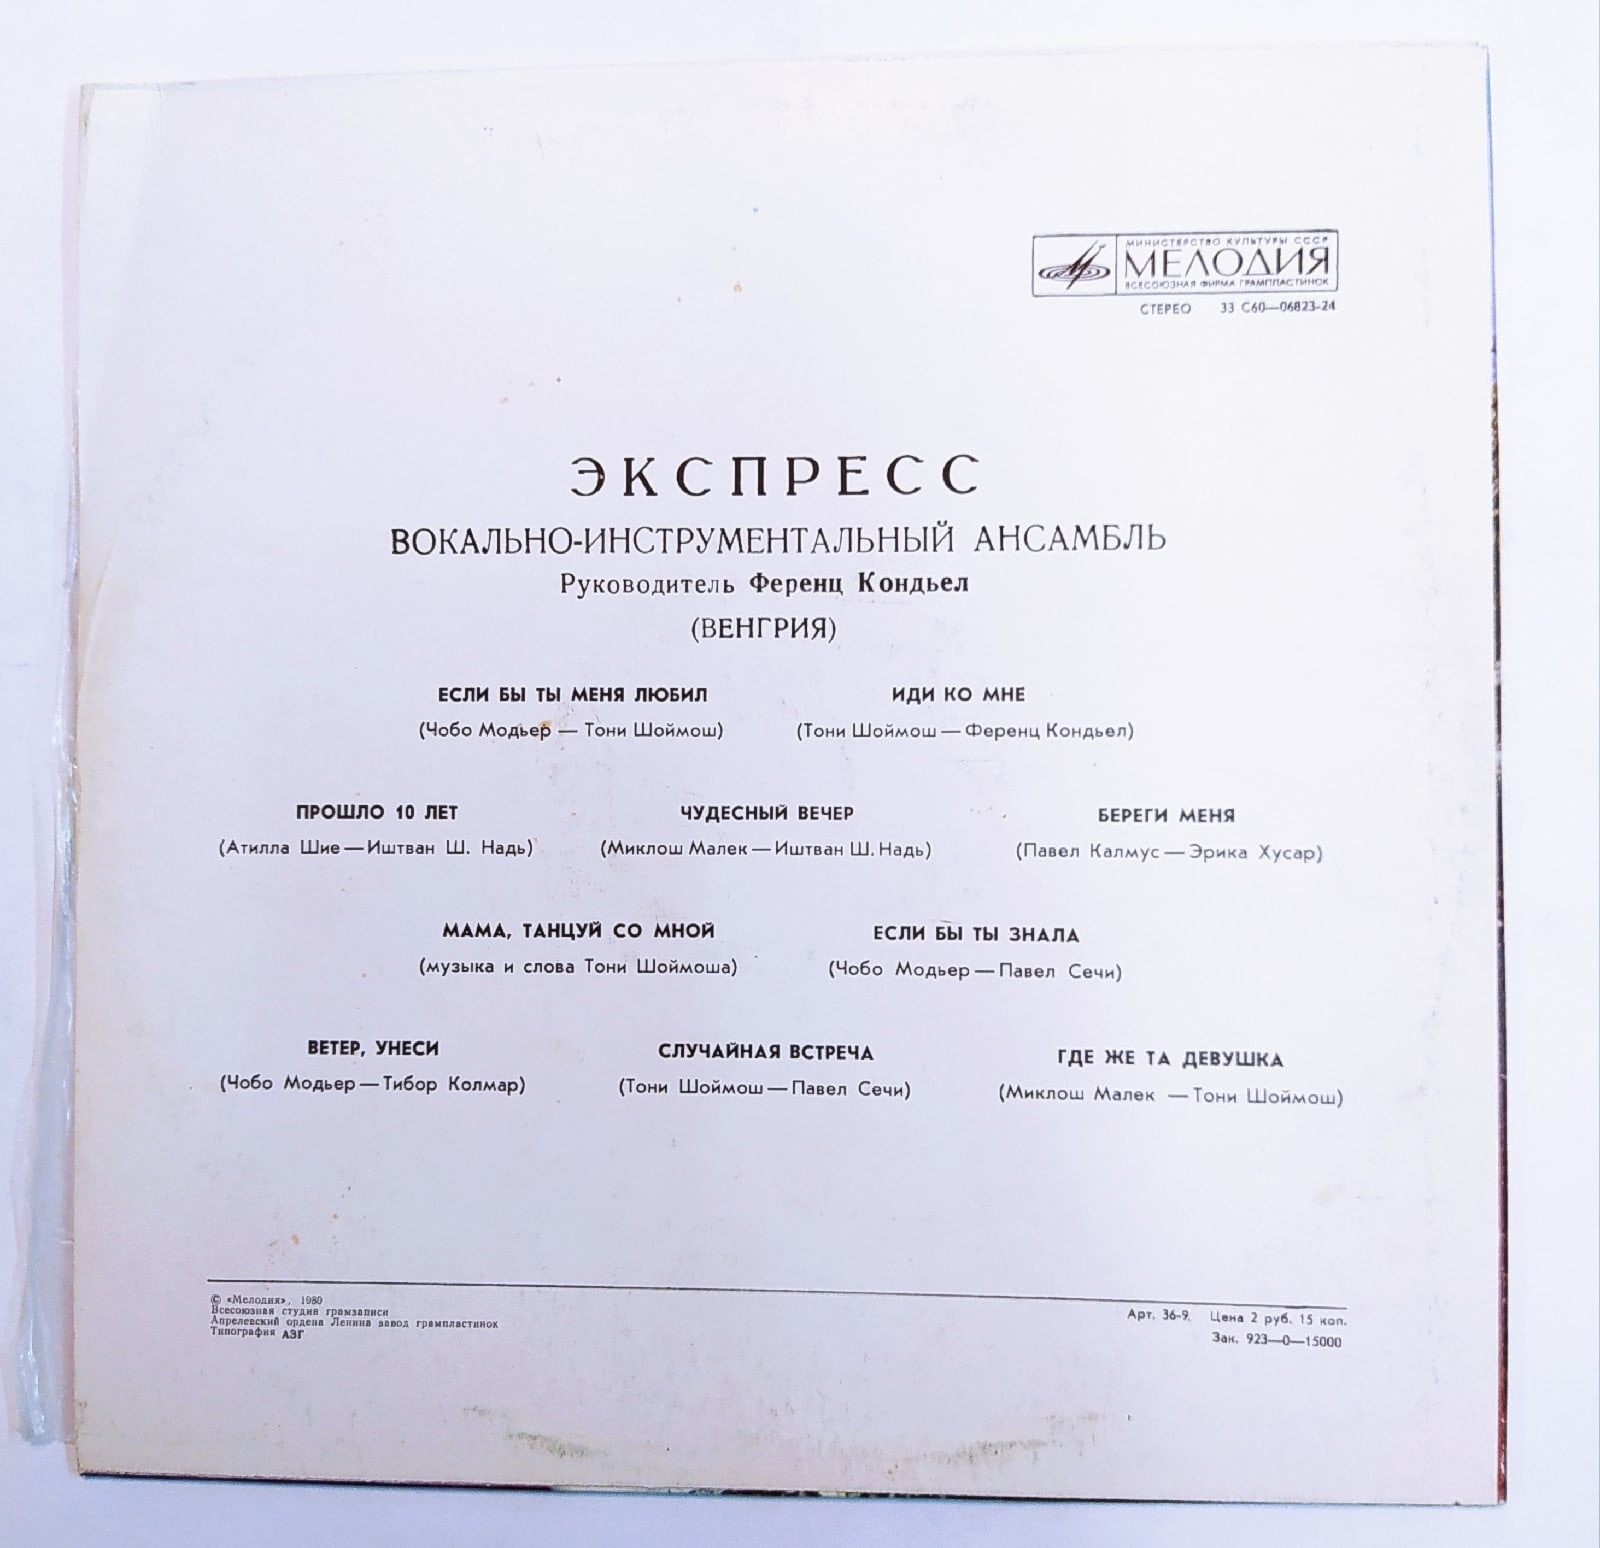 МИНИСТЕРСТВО КУЛЬТУРЫ СССР
МЕЛОДИЯ
ВСЕСОЮЗНАЯ ФИРМА ГРАМПЛАСТИНОК
СТЕРЕО 33 С60—06823-24
ЭКСПРЕСС
ВОКАЛЬНО-ИНСТРУМЕНТАЛЬНЫЙ АНСАМБЛЬ
Руководитель Ференц Кондьел
(ВЕНГРИЯ)
ЕСЛИ БЫ ТЫ МЕНЯ ЛЮБИЛ ИДИ КО МНЕ
(Чобо Модьер — Тони Шоймош) (Тони Шоймош — Ференц Кондьел)
ПРОШЛО 10 ЛЕТ ЧУДЕСНЫЙ ВЕЧЕР БЕРЕГИ МЕНЯ
(Атилла Шие — Иштван Ш. Надь) (Миклош Малек — Иштван Ш. Надь) (Павел Калмус — Эрика Хусар)
МАМА, ТАНЦУЙ СО МНОЙ ЕСЛИ БЫ ТЫ ЗНАЛА
(музыка и слова Тони Шоймоша) (Чобо Модьер — Павел Сечи)
ВЕТЕР, УНЕСИ СЛУЧАЙНАЯ ВСТРЕЧА ГДЕ ЖЕ ТА ДЕВУШКА
(Чобо Модьер — Тибор Колмар) (Тони Шоймош — Павел Сечи) (Миклош Малек — Тони Шоймош)
© «Мелодия», 1980
Всесоюзная студия грамзаписи
Апрелевский ордена Ленина завод грампластинок
Типография АЗГ
Арт. 36-9. Цена 2 руб. 15 коп.
Зак. 923—0—15000